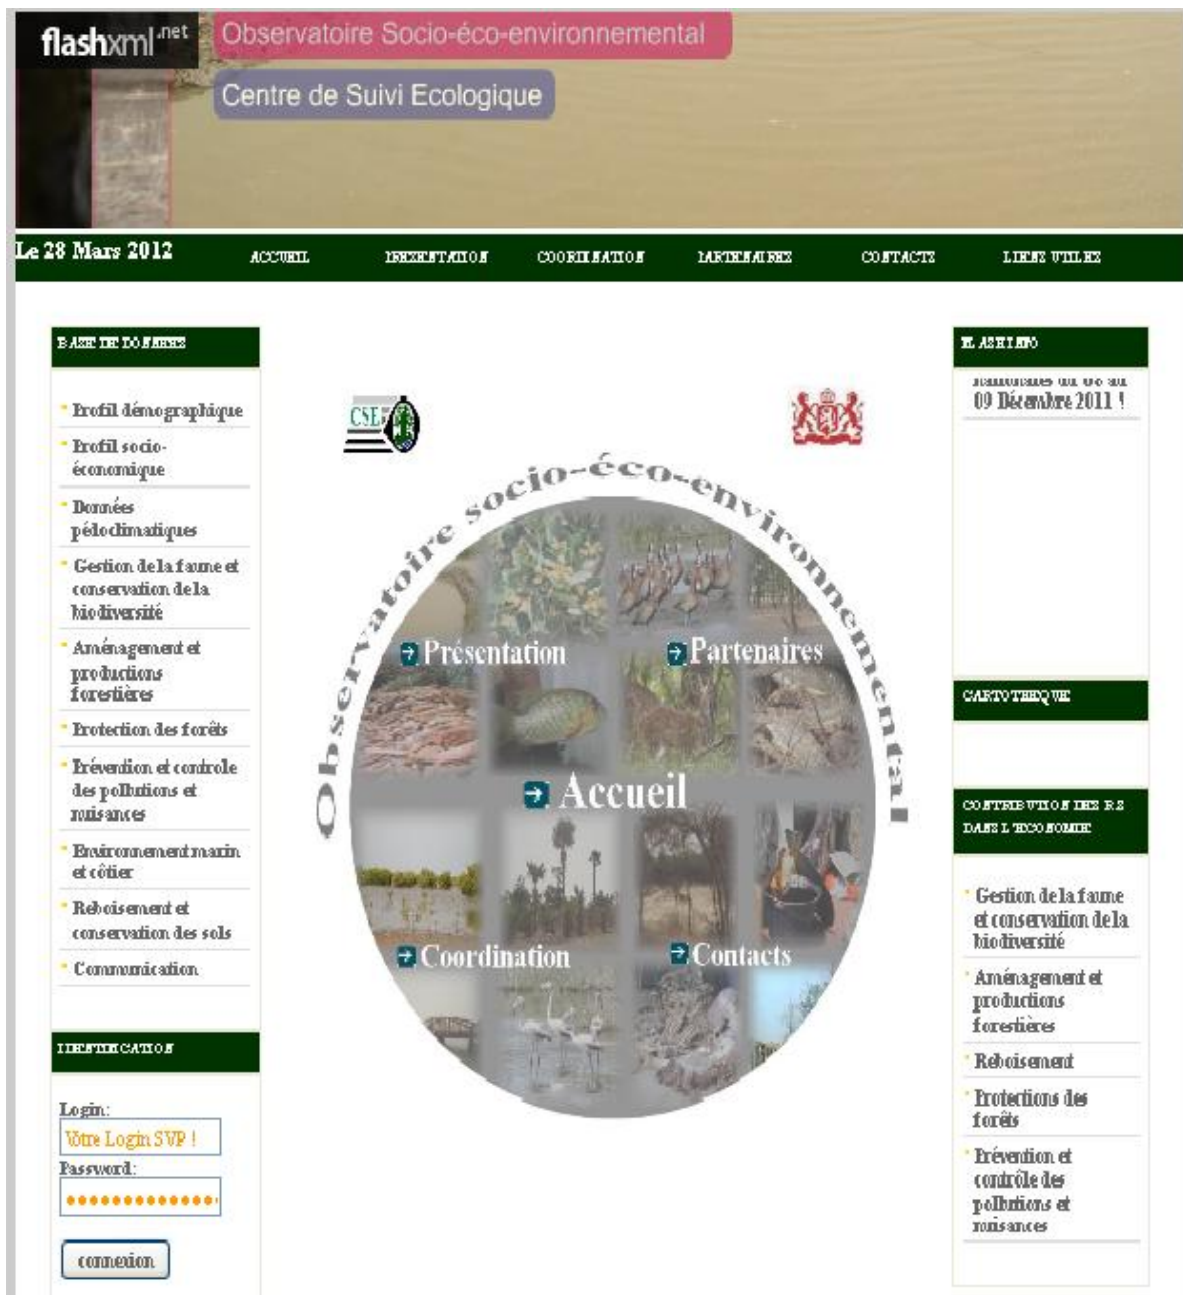 flashxml.net
Observatoire Socio-éco-environnemental
Centre de Suivi Ecologique
Le 28 Mars 2012
ACCUEIL
PRESENTATION
COORDINATION
PARTENAIRES
CONTACTS
LIENS UTILES
BASE DE DONNEES
Profil démographique
Profil socio-
économique
Données
pédoclimatiques
Gestion de la faune et
conservation de la
biodiversité
Aménagement et
productions
forestières
Protection des forêts
Prévention et controle
des pollutions et
nuisances
Environnement marin
et côtier
Reboisement et
conservation des sols
Communication
IDENTIFICATION
Login:
Votre Login SVP !
Password:
connexion
CSE
Observatoire socio-éco-environnemental
Présentation
Partenaires
Accueil
Coordination
Contacts
FLASH INFO
nationales du 08 au
09 Décembre 2011 !
CARTOTHEQUE
CONTRIBUTION DES RS
DANS L'ECONOMIE
Gestion de la faune
et conservation de la
biodiversité
Aménagement et
productions
forestières
Reboisement
Protections des
forêts
Prévention et
contrôle des
pollutions et
nuisances